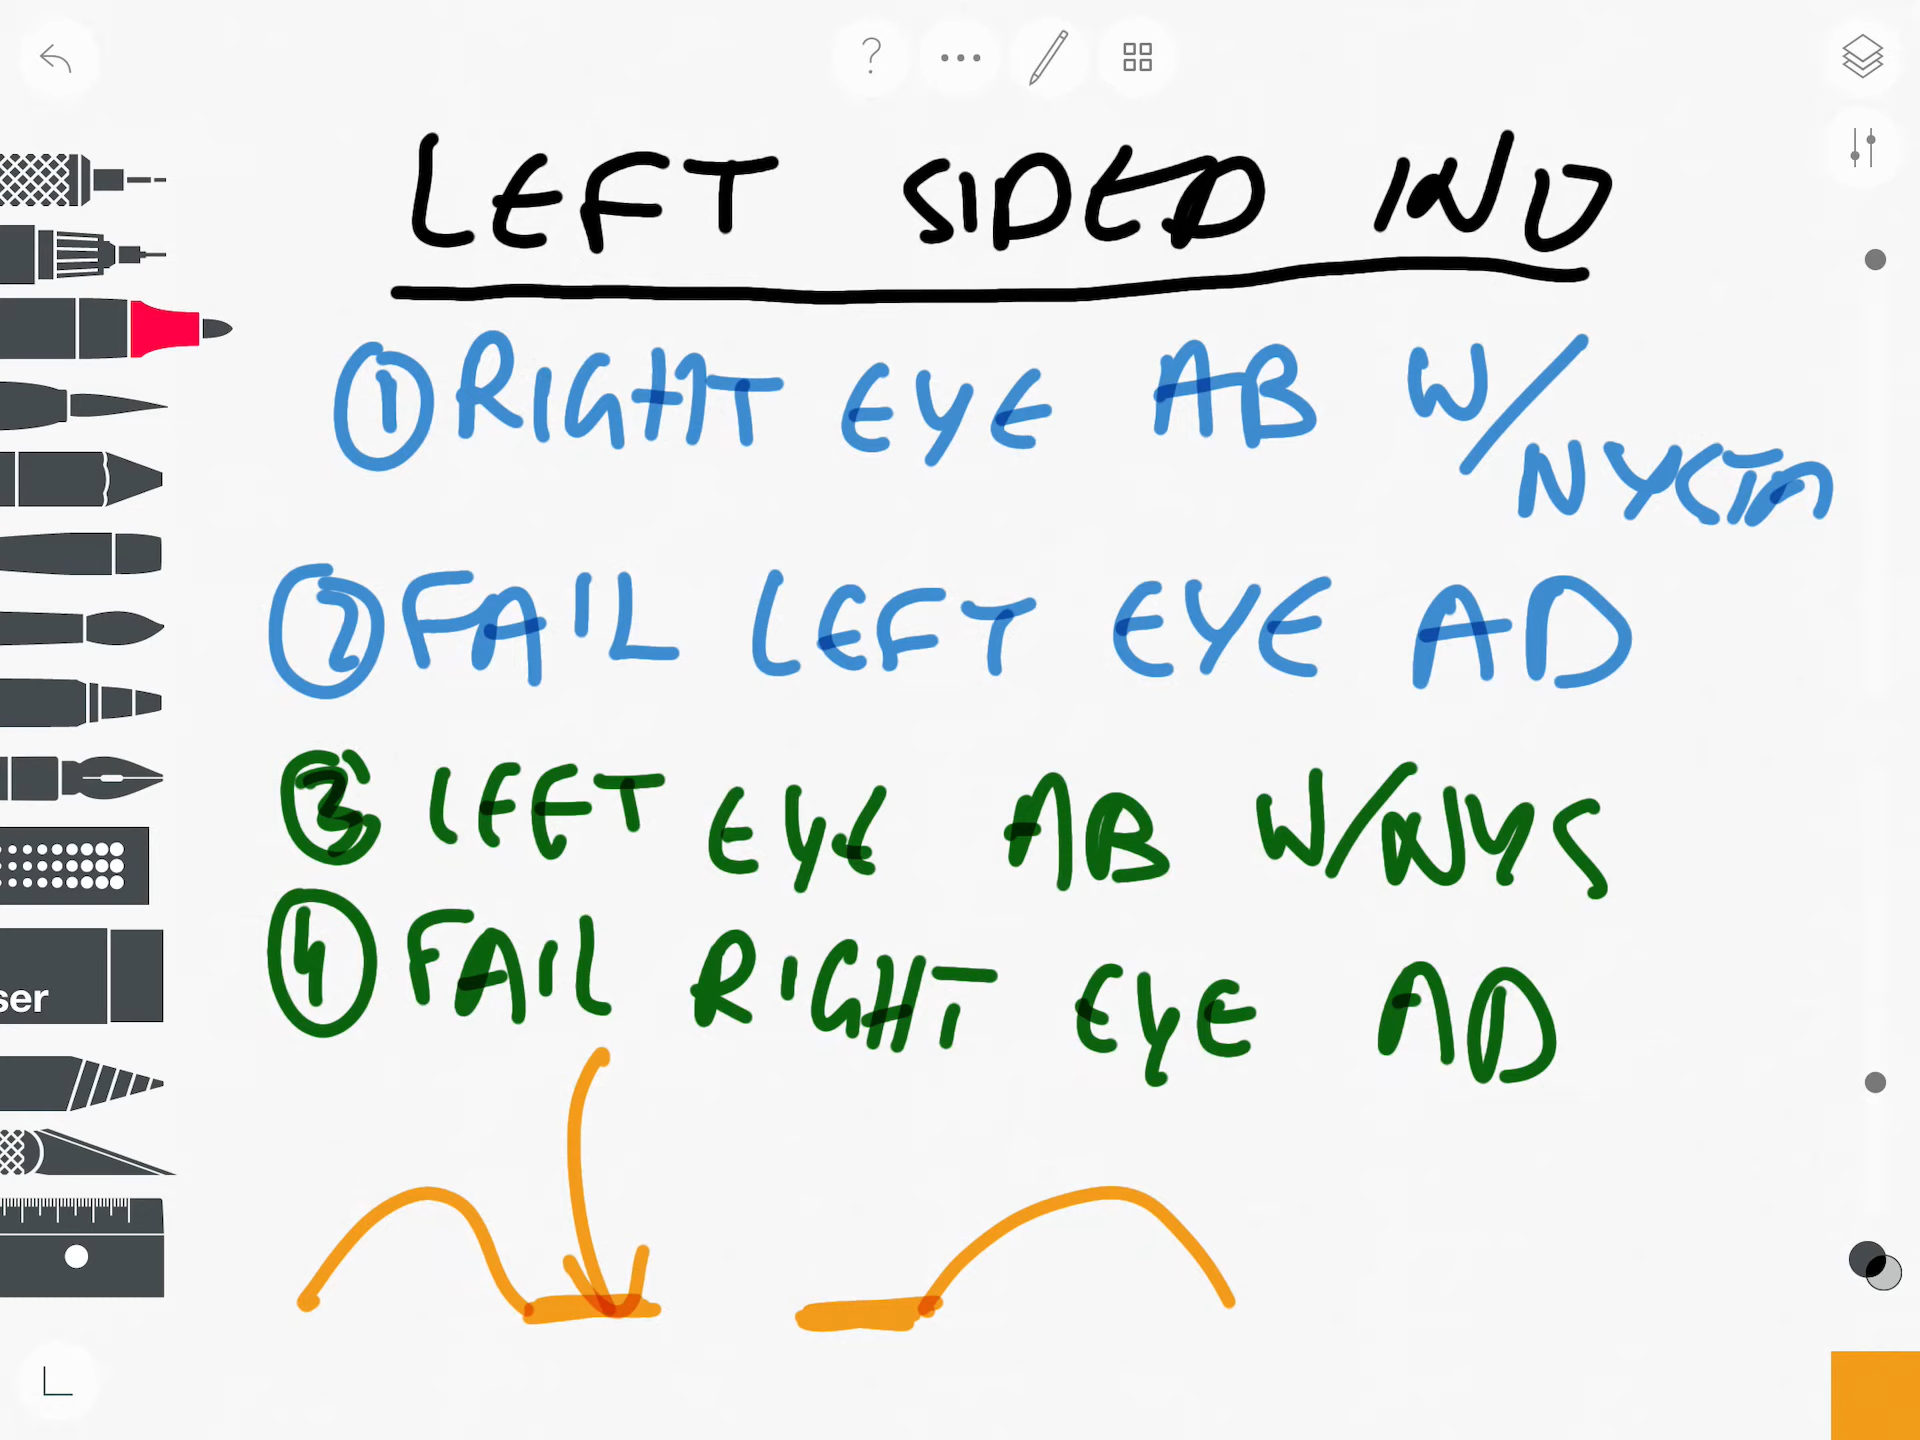 LEFT SIDED INO
① RIGHT EYE AB W/
NYSTA
② FAIL LEFT EYE AD
③ LEFT EYE AB W/NYS
④ FAIL RIGHT EYE AD
ser
?